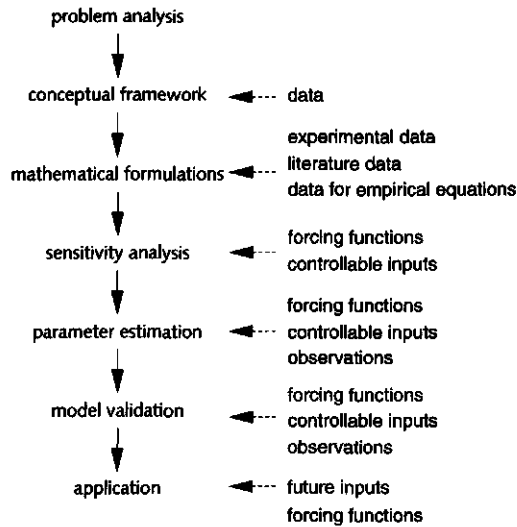 problem analysis
conceptual framework
data
experimental data
mathematical formulations
literature data
data for empirical equations
sensitivity analysis
forcing functions
controllable inputs
parameter estimation
forcing functions
controllable inputs
observations
model validation
forcing functions
controllable inputs
observations
application
future inputs
forcing functions